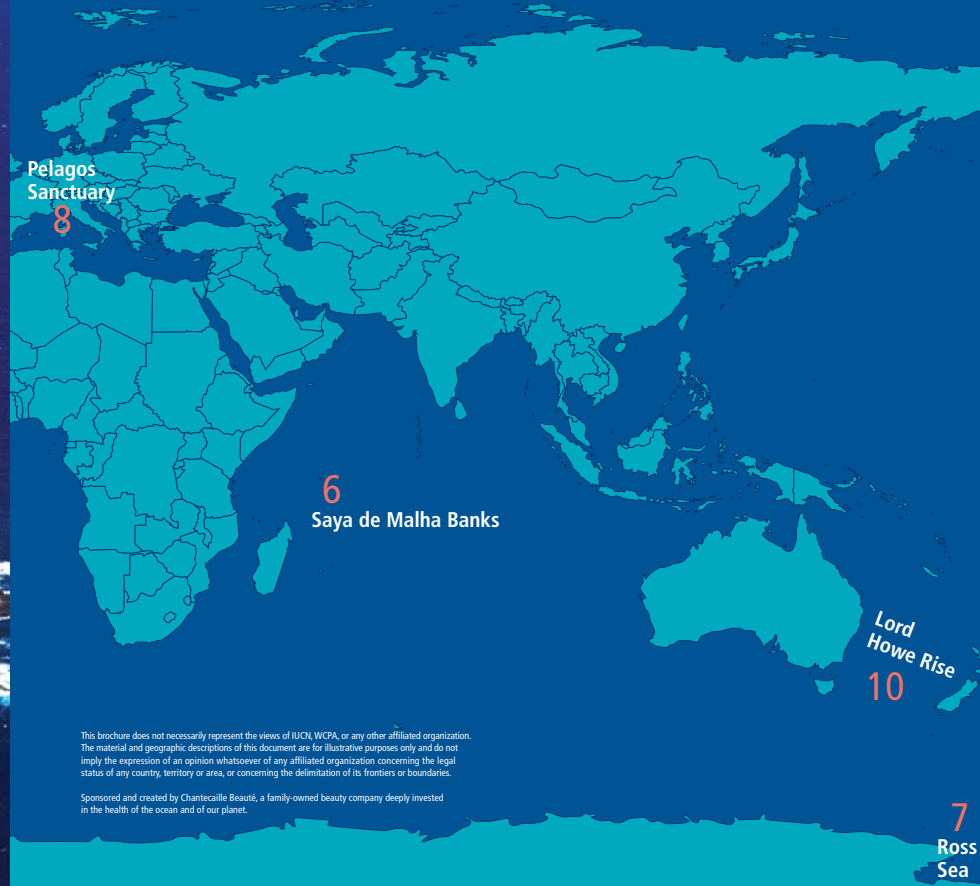 Pelagos
Sanctuary
8
6
Saya de Malha Banks
Lord
Howe Rise
10
This brochure does not necessarily represent the views of IUCN, WCPA, or any other affiliated organization.
The material and geographic descriptions of this document are for illustrative purposes only and do not
imply the expression of an opinion whatsoever of any affiliated organization concerning the legal
status of any country, territory or area, or concerning the delimitation of its frontiers or boundaries.
Sponsored and created by Chantecaille Beauté, a family-owned beauty company deeply invested
in the health of the ocean and of our planet.
7
Ross
Sea